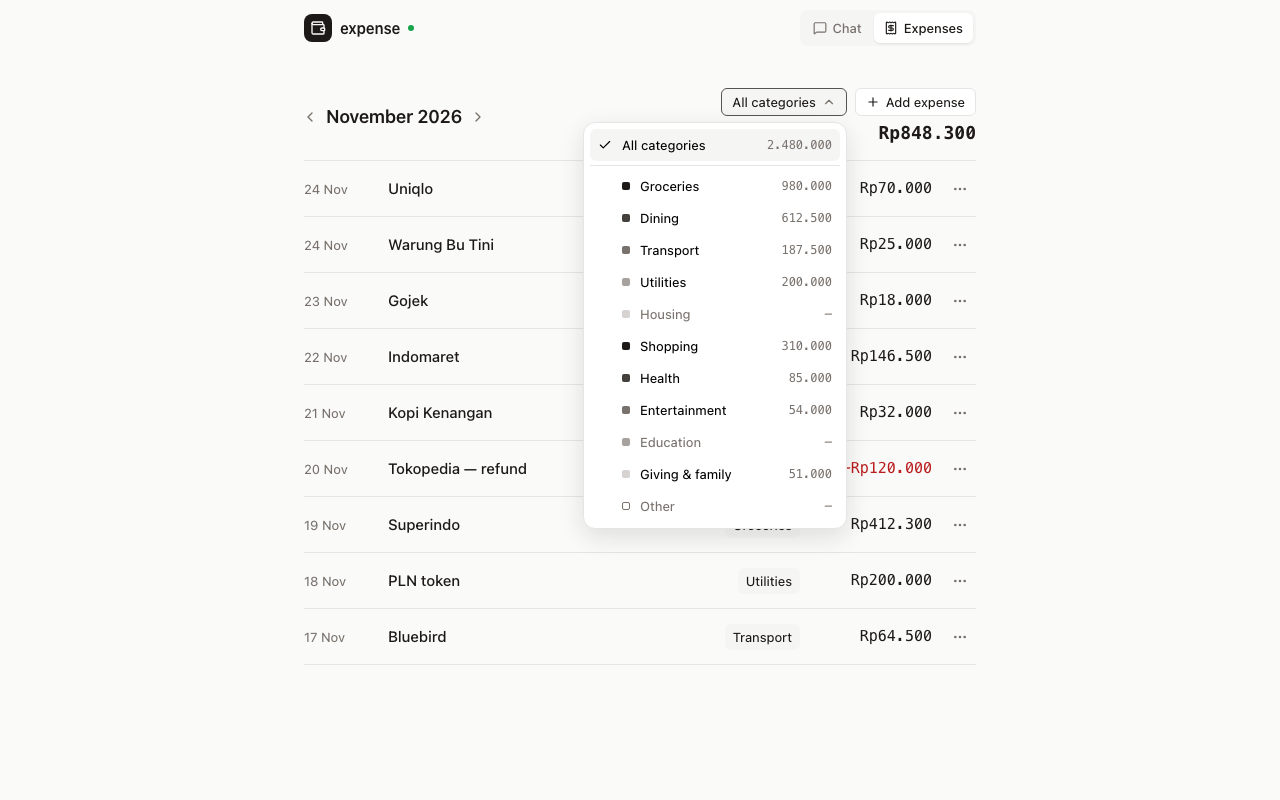 expense
Chat
Expenses
November 2026
All categories
Add expense
Rp848.300
All categories 2.480.000
Groceries 980.000
Dining 612.500
Transport 187.500
Utilities 200.000
Housing –
Shopping 310.000
Health 85.000
Entertainment 54.000
Education –
Giving & family 51.000
Other –
24 Nov Uniqlo Rp70.000
24 Nov Warung Bu Tini Rp25.000
23 Nov Gojek Rp18.000
22 Nov Indomaret Rp146.500
21 Nov Kopi Kenangan Rp32.000
20 Nov Tokopedia — refund -Rp120.000
19 Nov Superindo Rp412.300
18 Nov PLN token Utilities Rp200.000
17 Nov Bluebird Transport Rp64.500